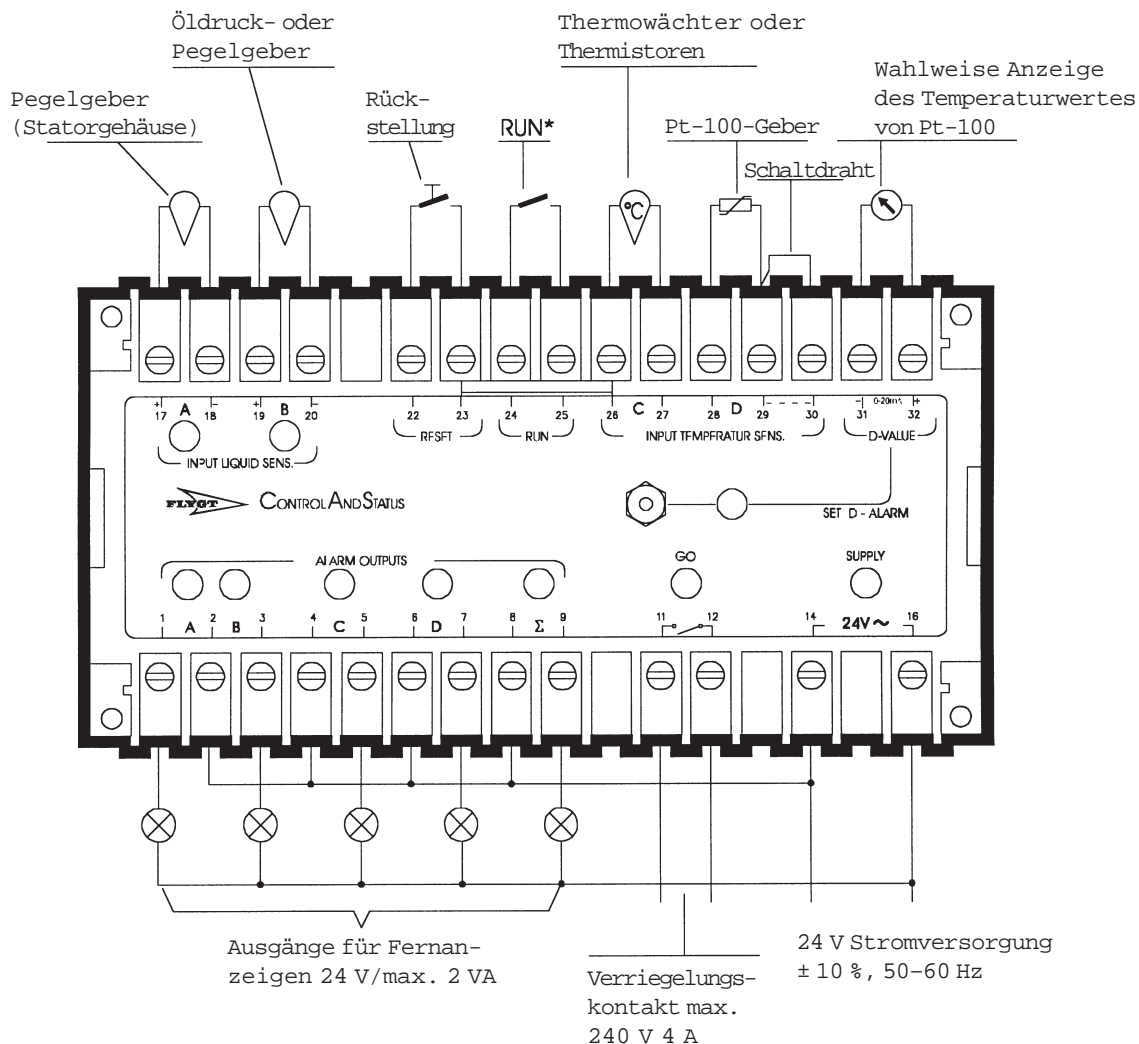 Öldruck- oder
Pegelgeber
Thermowächter oder
Thermistoren
Wahlweise Anzeige
des Temperaturwertes
von Pt-100
Pegelgeber
(Statorgehäuse)
Rück-
stellung
RUN*
Pt-100-Geber
Schaltdraht
°C
+ A - + B -
17 18 19 20 22 23 24 25 26 C 27 28 D 29 30 31 0-20mA 32
- +
RESET RUN INPUT TEMPERATUR SENS. D-VALUE
INPUT LIQUID SENS.
FLYGT CONTROL AND STATUS
SET D - ALARM
ALARM OUTPUTS GO SUPPLY
1 A 2 B 3 4 C 5 6 D 7 8 Σ 9 11 12 14 24V ~ 16
Ausgänge für Fernan-
zeigen 24 V/max. 2 VA
Verriegelungs-
kontakt max.
240 V 4 A
24 V Stromversorgung
± 10 %, 50–60 Hz